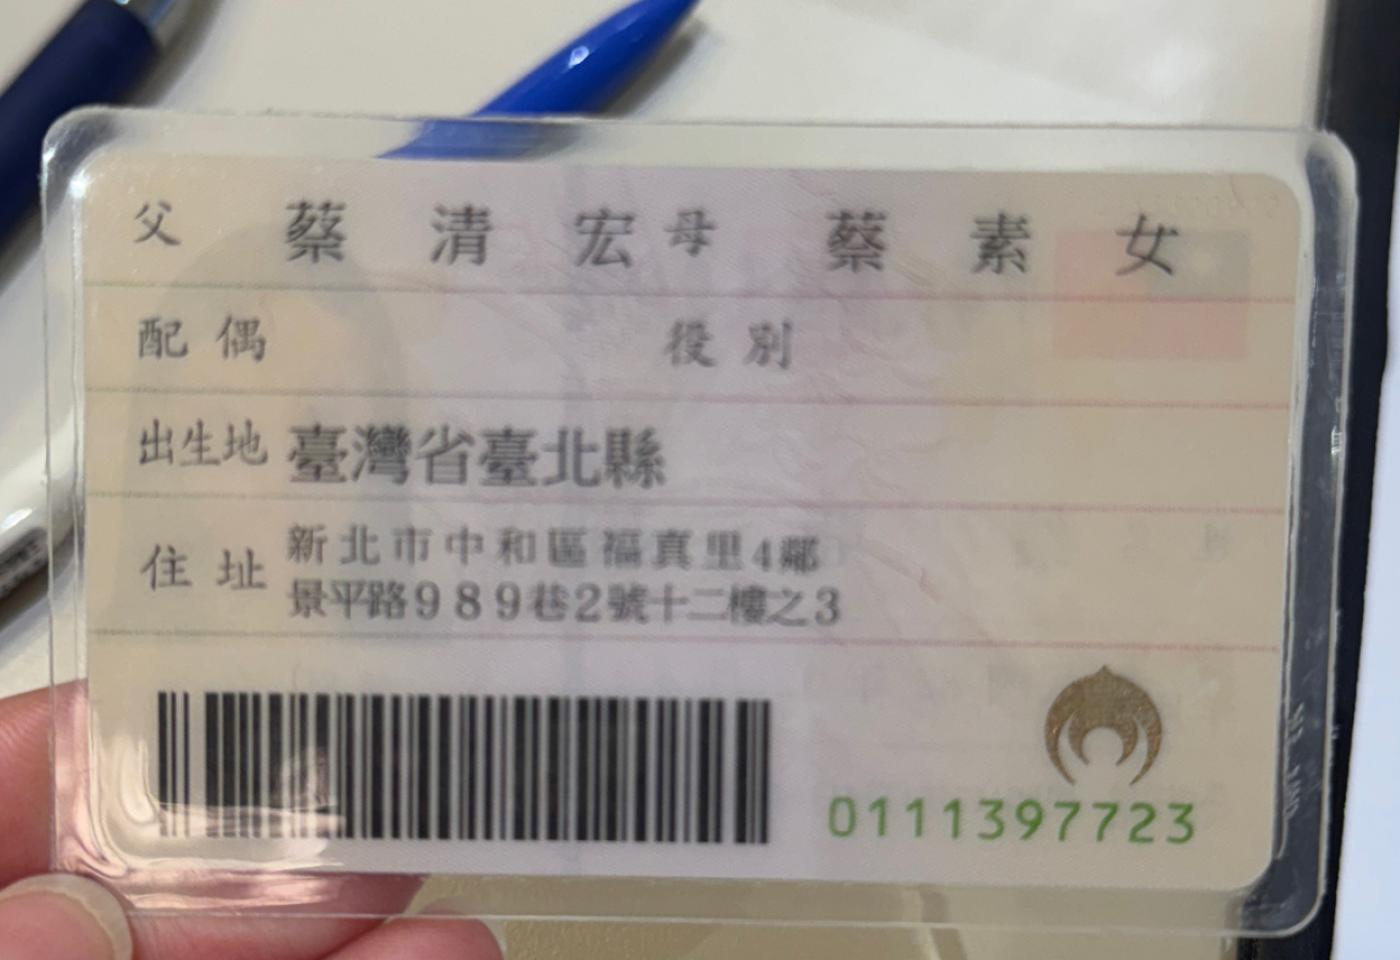 父 蔡清宏 母 蔡素女
配偶 役別
出生地 臺灣省臺北縣
住址 新北市中和區福真里4鄰
景平路989巷2號十二樓之3
0111397723